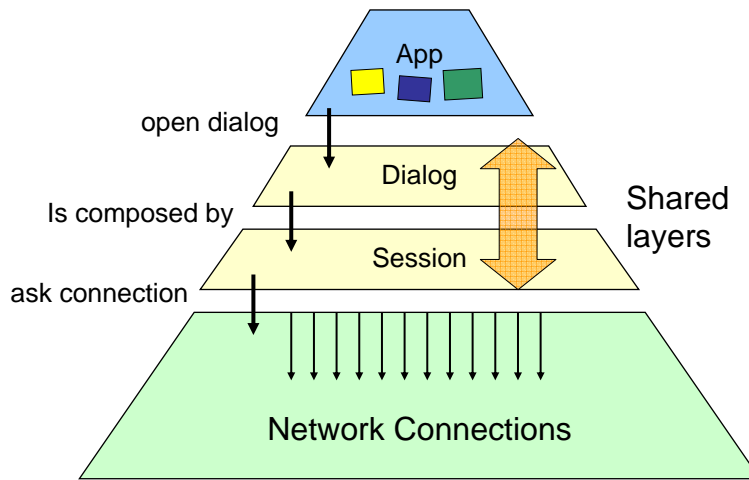 App
open dialog
Dialog
Is composed by
Shared
layers
Session
ask connection
Network Connections